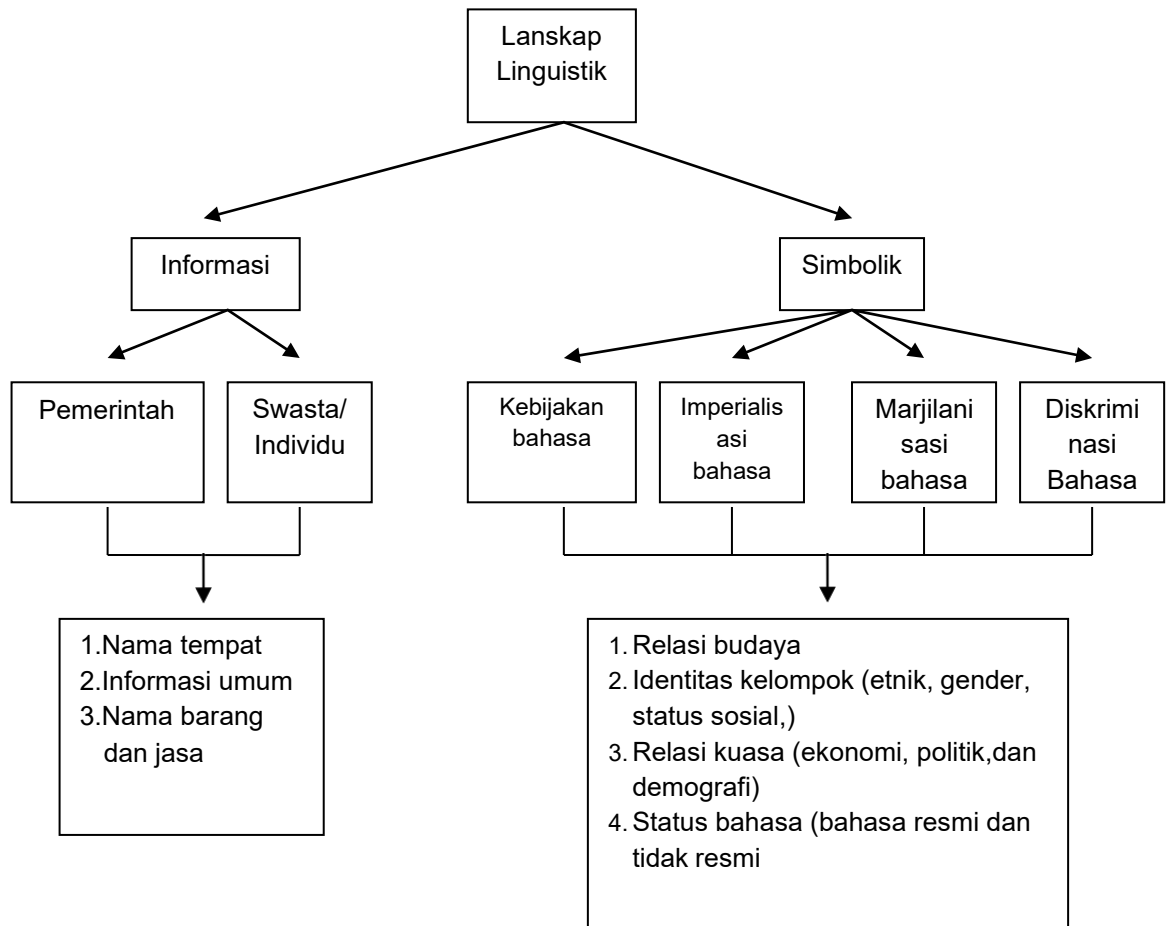 Lanskap
Linguistik
Informasi
Simbolik
Pemerintah
Swasta/
Individu
Kebijakan
bahasa
Imperialis
asi
bahasa
Marjilani
sasi
bahasa
Diskrimi
nasi
Bahasa
1.Nama tempat
2.Informasi umum
3.Nama barang
dan jasa
1. Relasi budaya
2. Identitas kelompok (etnik, gender,
status sosial,)
3. Relasi kuasa (ekonomi, politik,dan
demografi)
4. Status bahasa (bahasa resmi dan
tidak resmi